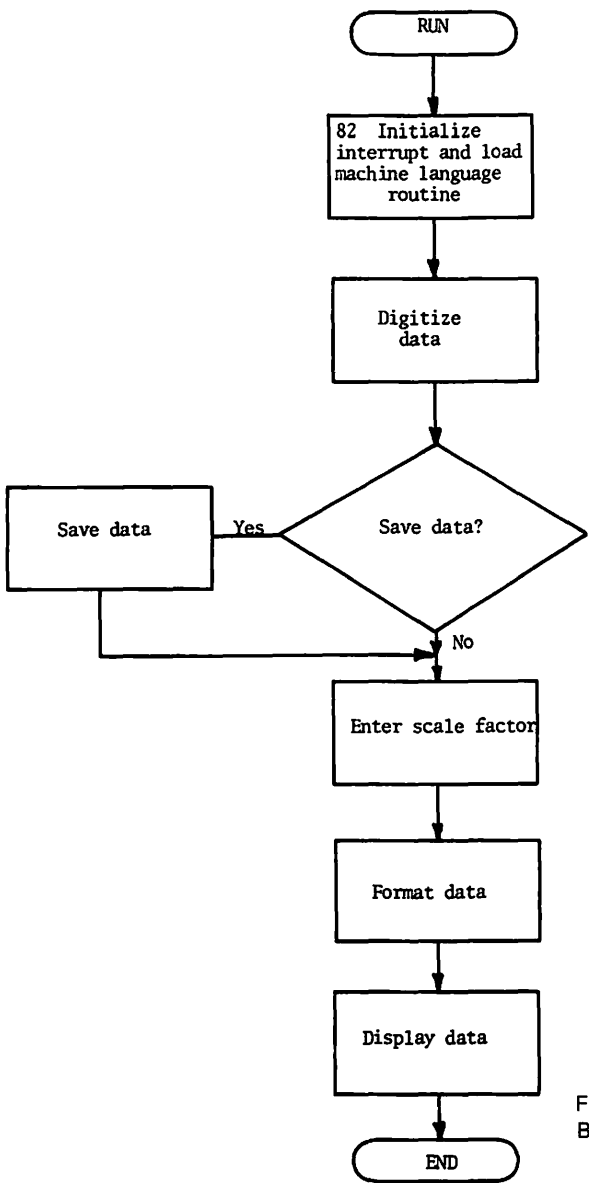 RUN
82 Initialize
interrupt and load
machine language
routine
Digitize
data
Save data?
Yes
Save data
No
Enter scale factor
Format data
Display data
F
B
END